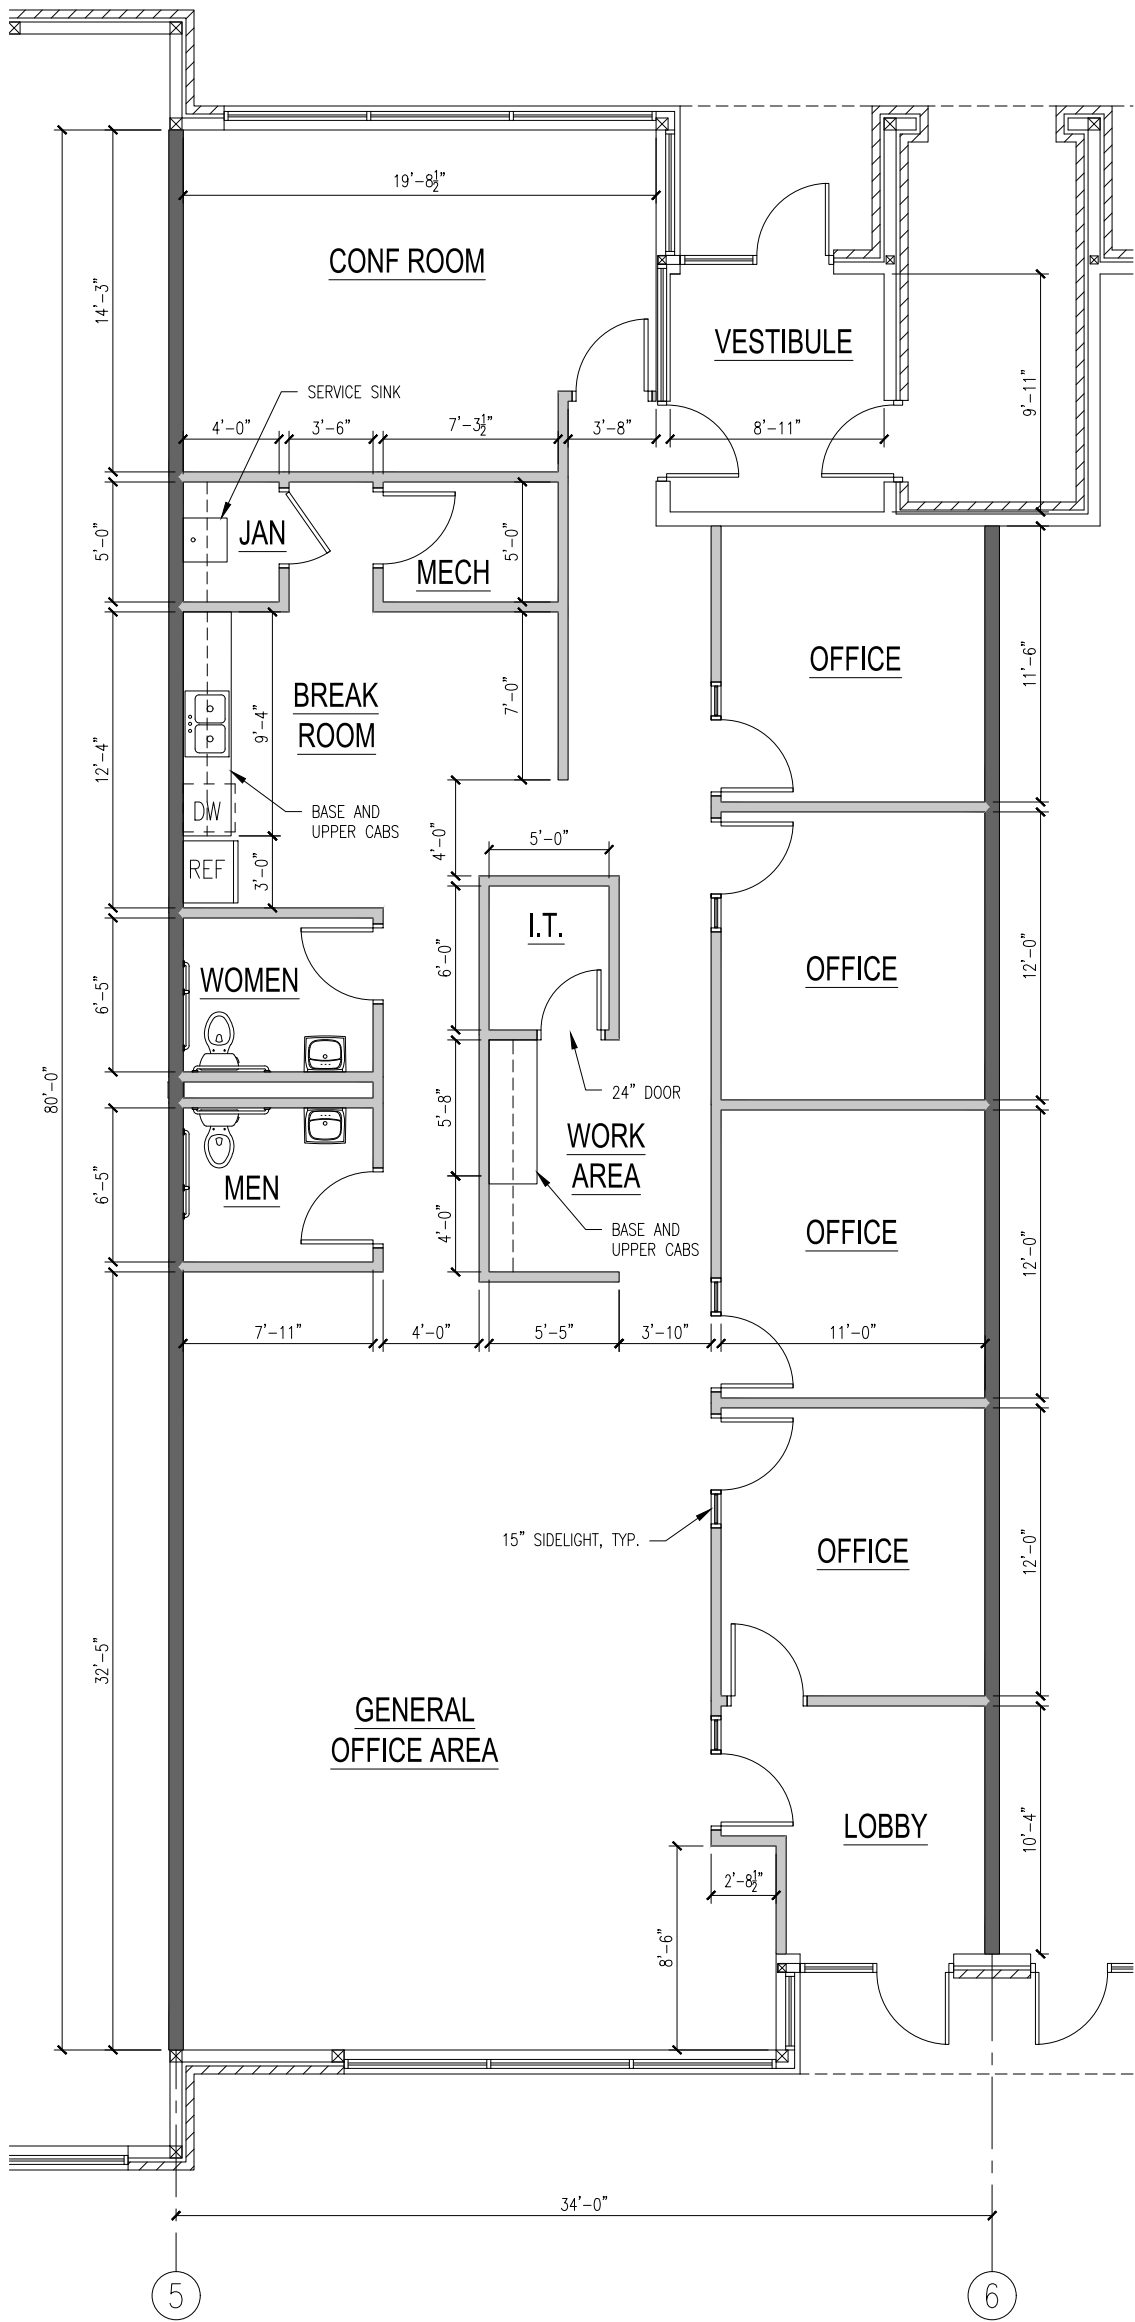 19'-8½"
CONF ROOM
14'-3"
VESTIBULE
SERVICE SINK
9'-11"
4'-0"
3'-6"
7'-3½"
3'-8"
8'-11"
5'-0"
JAN
5'-0"
MECH
OFFICE
11'-6"
BREAK
ROOM
7'-0"
9'-4"
12'-4"
DW
BASE AND
UPPER CABS
4'-0"
5'-0"
REF
3'-0"
I.T.
6'-0"
OFFICE
12'-0"
WOMEN
6'-5"
80'-0"
24" DOOR
5'-8"
WORK
AREA
MEN
6'-5"
4'-0"
BASE AND
UPPER CABS
OFFICE
12'-0"
7'-11"
4'-0"
5'-5"
3'-10"
11'-0"
15" SIDELIGHT, TYP.
OFFICE
12'-0"
32'-5"
GENERAL
OFFICE AREA
LOBBY
10'-4"
2'-8½"
8'-6"
34'-0"
5
6